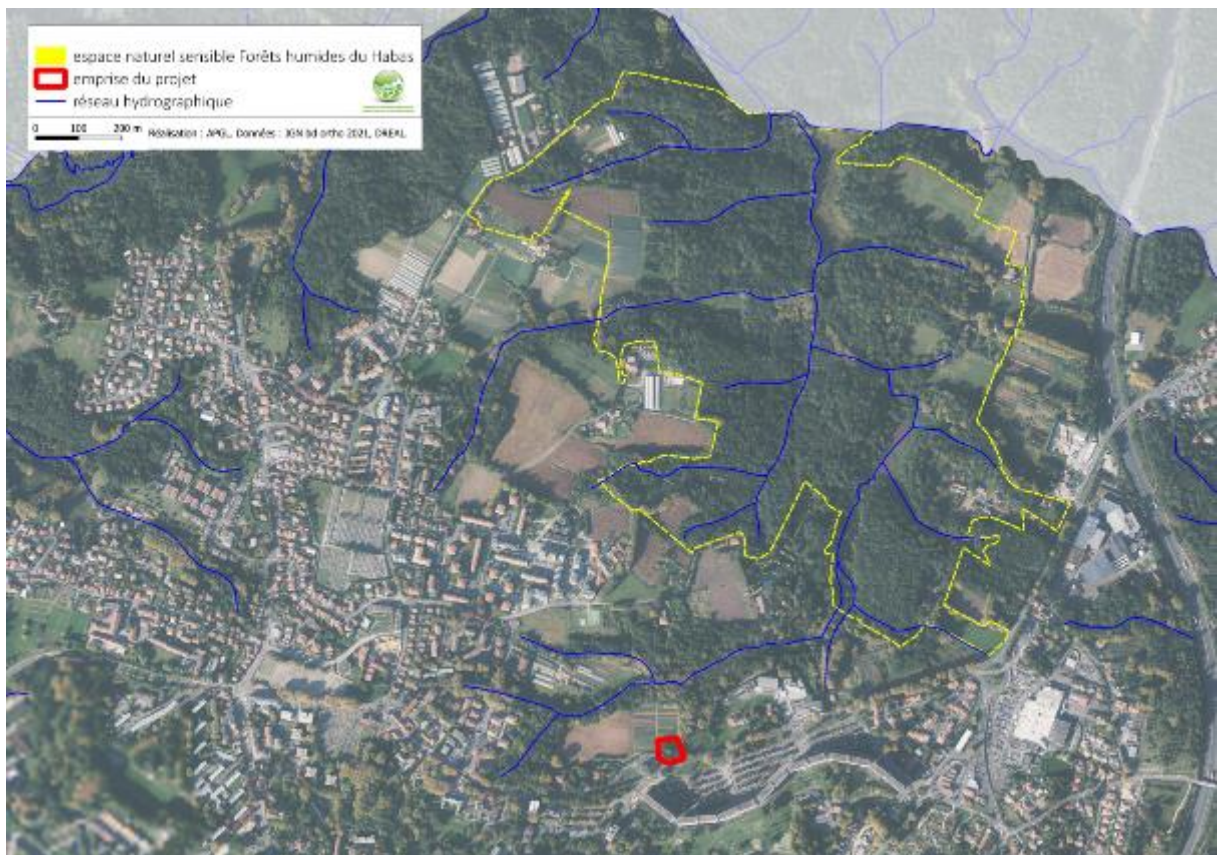 espace naturel sensible Forêts humides du Habas
emprise du projet
réseau hydrographique
0 100 200 m Réalisation : APGL, Données : IGN bd ortho 2021, DREAL